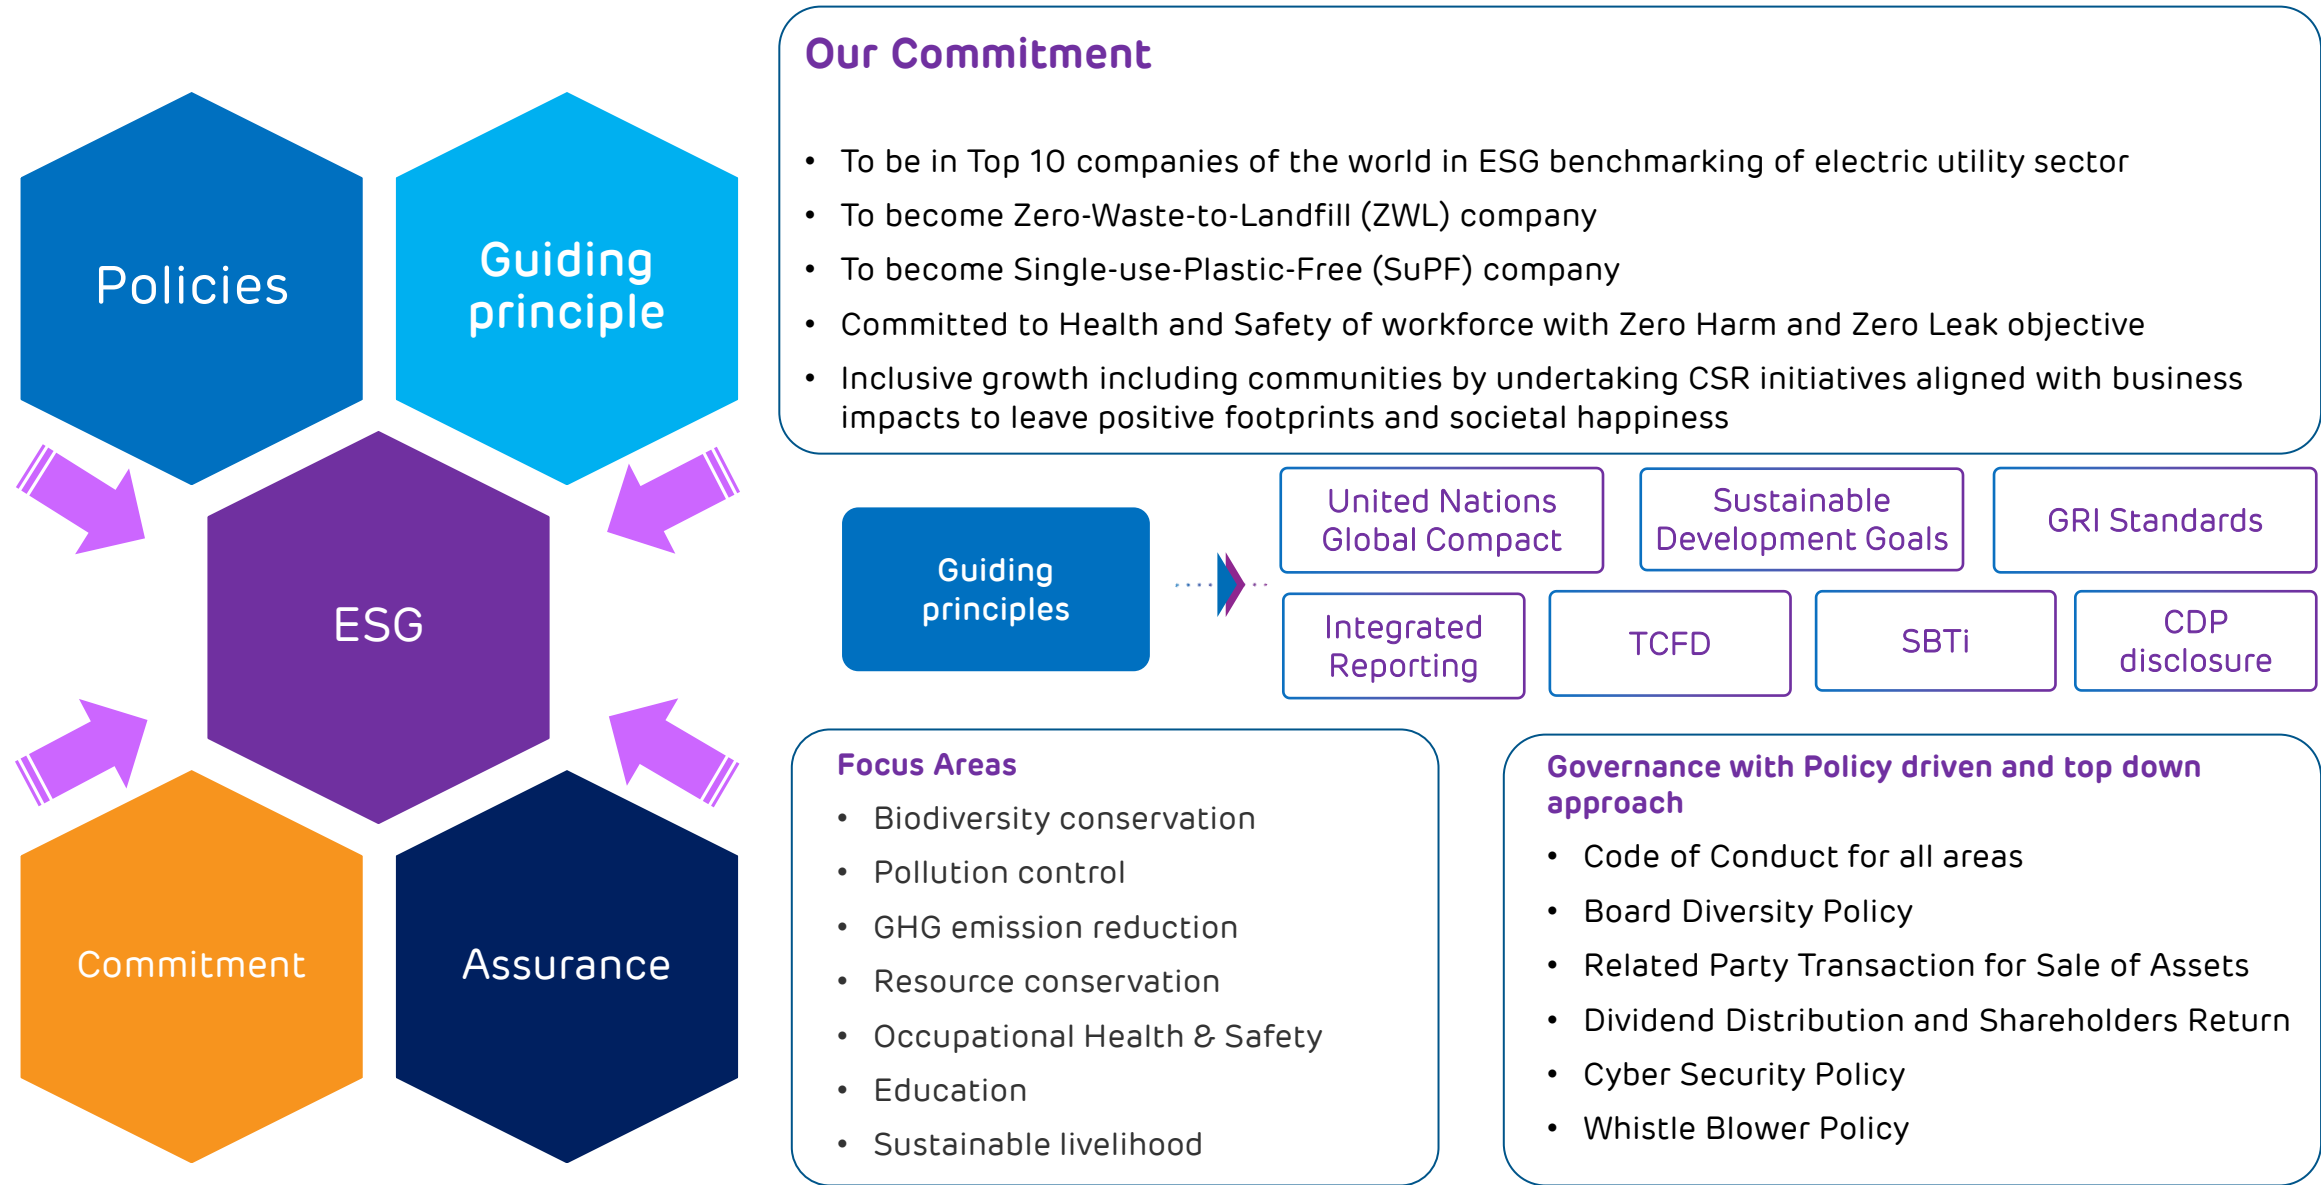 Policies
Guiding
principle
ESG
Commitment
Assurance
Our Commitment
• To be in Top 10 companies of the world in ESG benchmarking of electric utility sector
• To become Zero-Waste-to-Landfill (ZWL) company
• To become Single-use-Plastic-Free (SuPF) company
• Committed to Health and Safety of workforce with Zero Harm and Zero Leak objective
• Inclusive growth including communities by undertaking CSR initiatives aligned with business
impacts to leave positive footprints and societal happiness
Guiding
principles
United Nations
Global Compact
Sustainable
Development Goals
GRI Standards
Integrated
Reporting
TCFD
SBTi
CDP
disclosure
Focus Areas
• Biodiversity conservation
• Pollution control
• GHG emission reduction
• Resource conservation
• Occupational Health & Safety
• Education
• Sustainable livelihood
Governance with Policy driven and top down
approach
• Code of Conduct for all areas
• Board Diversity Policy
• Related Party Transaction for Sale of Assets
• Dividend Distribution and Shareholders Return
• Cyber Security Policy
• Whistle Blower Policy